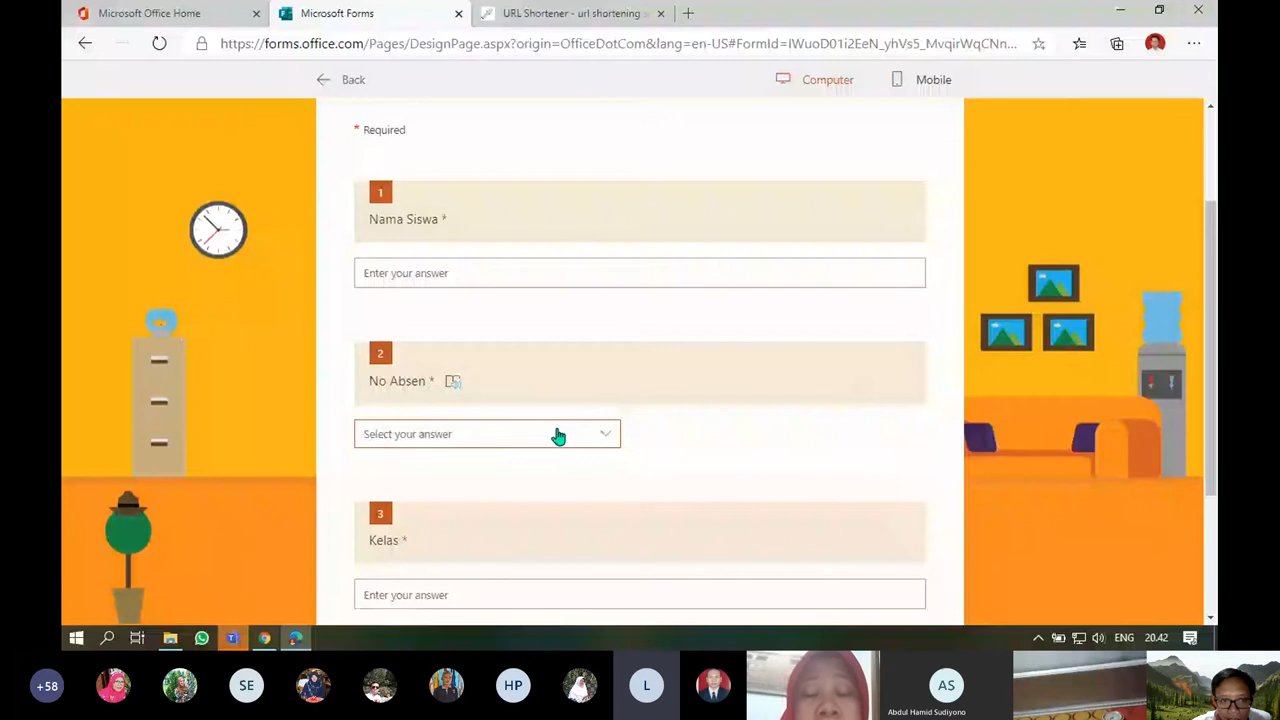 Microsoft Office Home
Microsoft Forms
URL Shortener - url shortening s
https://forms.office.com/Pages/DesignPage.aspx?origin=OfficeDotCom&lang=en-US#FormId=IWuoD01i2EeN_yhVs5_MvqirWqCNn...
Back
Computer
Mobile
* Required
1
Nama Siswa *
Enter your answer
2
No Absen *
Select your answer
3
Kelas *
Enter your answer
ENG
20.42
+58
SE
HP
L
AS
Abdul Hamid Sudiyono